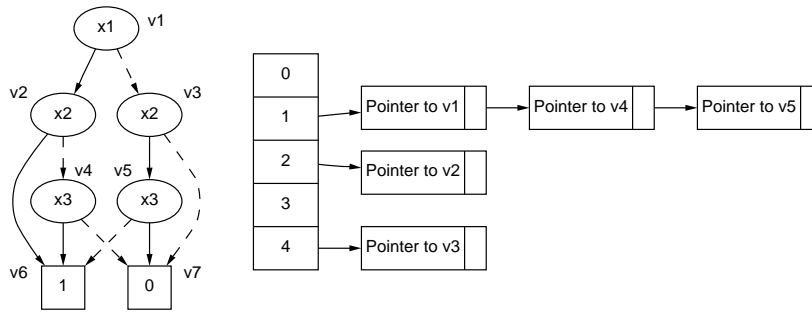 x1 v1
v2 v3
x2 x2
v4 v5
x3 x3
v6 v7
1 0
0
1 Pointer to v1 Pointer to v4 Pointer to v5
2 Pointer to v2
3
4 Pointer to v3